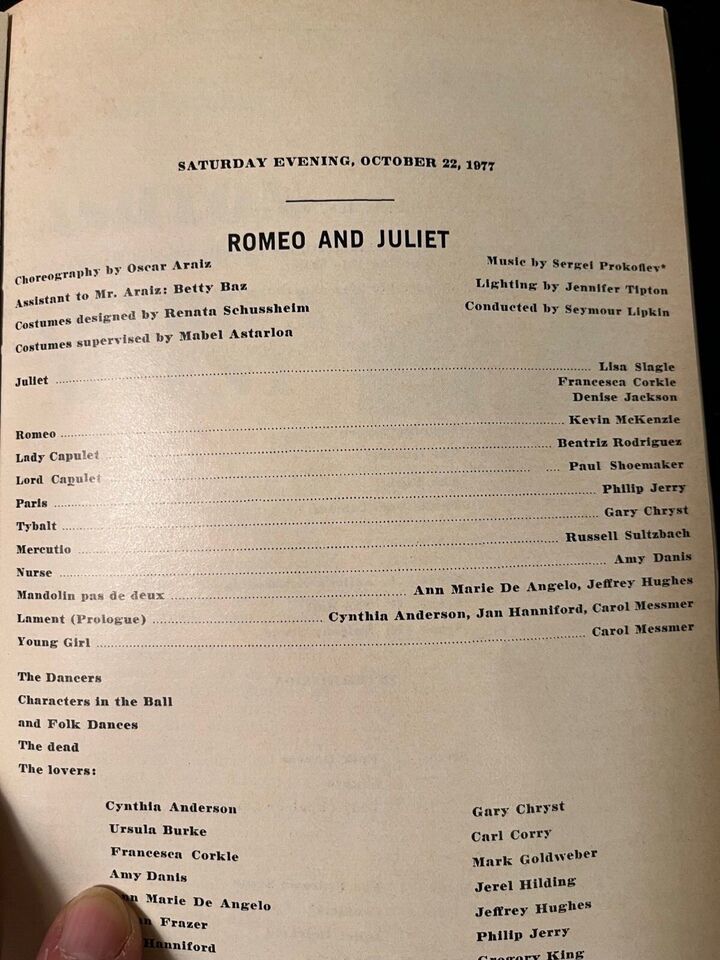 SATURDAY EVENING, OCTOBER 22, 1977
ROMEO AND JULIET
Choreography by Oscar Araiz
Assistant to Mr. Araiz: Betty Baz
Costumes designed by Renata Schussheim
Costumes supervised by Mabel Astarloa
Music by Sergei Prokofiev*
Lighting by Jennifer Tipton
Conducted by Seymour Lipkin
Juliet ........ Lisa Slagle
Francesca Corkle
Denise Jackson
Romeo ........ Kevin McKenzie
Lady Capulet ........ Beatriz Rodriguez
Lord Capulet ........ Paul Shoemaker
Paris ........ Philip Jerry
Tybalt ........ Gary Chryst
Mercutio ........ Russell Sultzbach
Nurse ........ Amy Danis
Mandolin pas de deux ........ Ann Marie De Angelo, Jeffrey Hughes
Lament (Prologue) ........ Cynthia Anderson, Jan Hanniford, Carol Messmer
Young Girl ........ Carol Messmer
The Dancers
Characters in the Ball
and Folk Dances
The dead
The lovers:
Cynthia Anderson
Ursula Burke
Francesca Corkle
Amy Danis
Marie De Angelo
Frazer
Hanniford
Gary Chryst
Carl Corry
Mark Goldweber
Jerel Hilding
Jeffrey Hughes
Philip Jerry
Gregory King